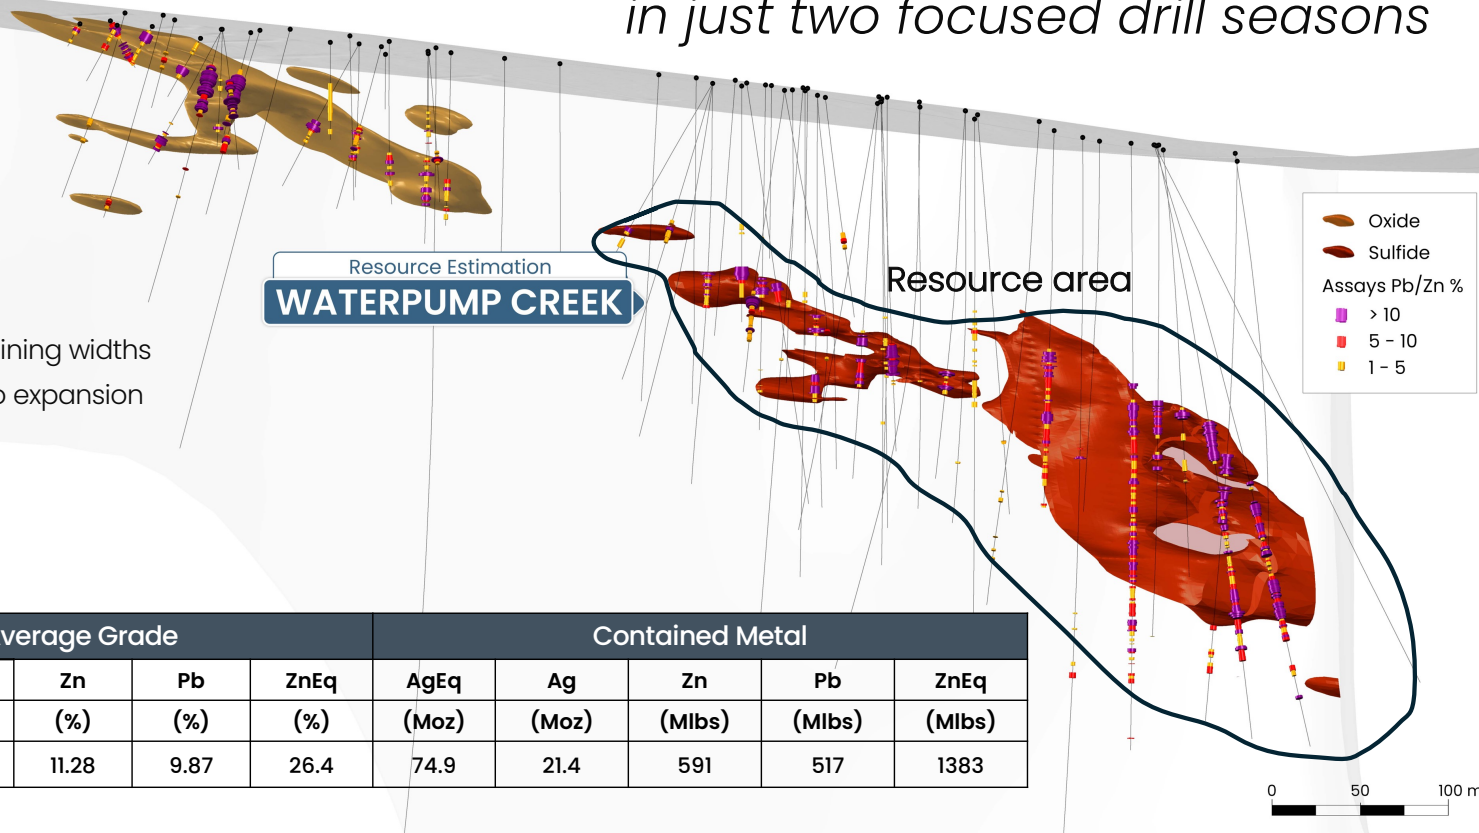 in just two focused drill seasons
Resource Estimation
WATERPUMP CREEK
Resource area
Oxide
Sulfide
Assays Pb/Zn %
> 10
5 - 10
1 - 5
ining widths
expansion
verage Grade Contained Metal
Zn Pb ZnEq AgEq Ag Zn Pb ZnEq
(%) (%) (%) (Moz) (Moz) (Mlbs) (Mlbs) (Mlbs)
11.28 9.87 26.4 74.9 21.4 591 517 1383
0 50 100 m